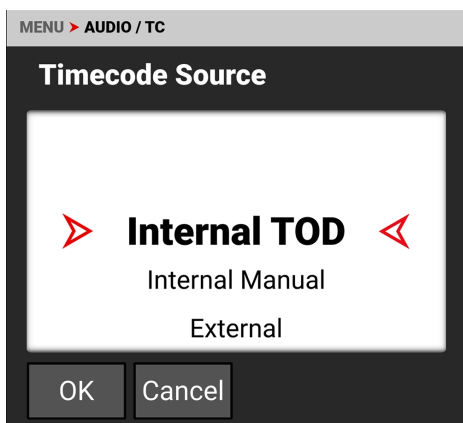 MENU > AUDIO / TC
Timecode Source
Internal TOD
Internal Manual
External
OK Cancel